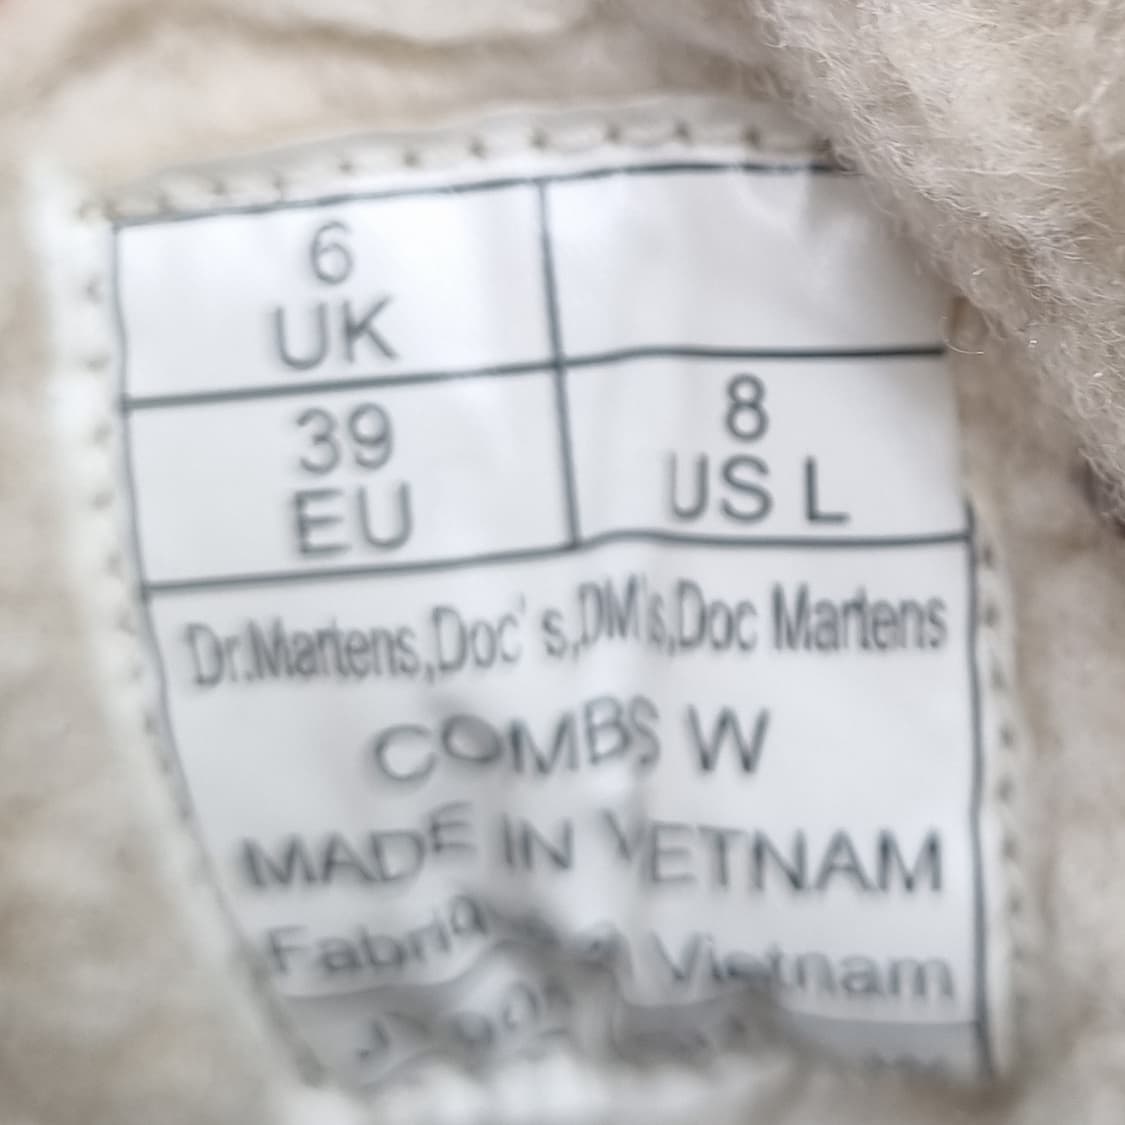 6
UK
39
EU
8
US L
Dr.Martens,Doc's,DM's,Doc Martens
COMBS W
MADE IN VIETNAM
Vietnam